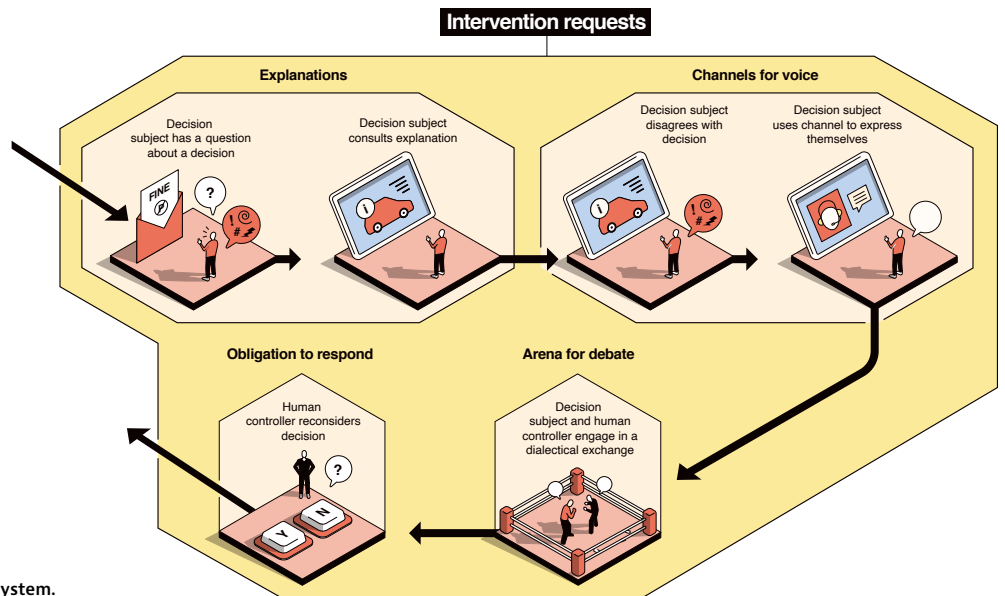 Intervention requests
Explanations
Channels for voice
Decision
subject has a question
about a decision
Decision subject
consults explanation
Decision subject
disagrees with
decision
Decision subject
uses channel to express
themselves
FINE
P
?
! @
# ⚡
i
i
! @
# ⚡
Obligation to respond
Arena for debate
Human
controller reconsiders
decision
Decision
subject and human
controller engage in a
dialectical exchange
?
Y
N
ystem.